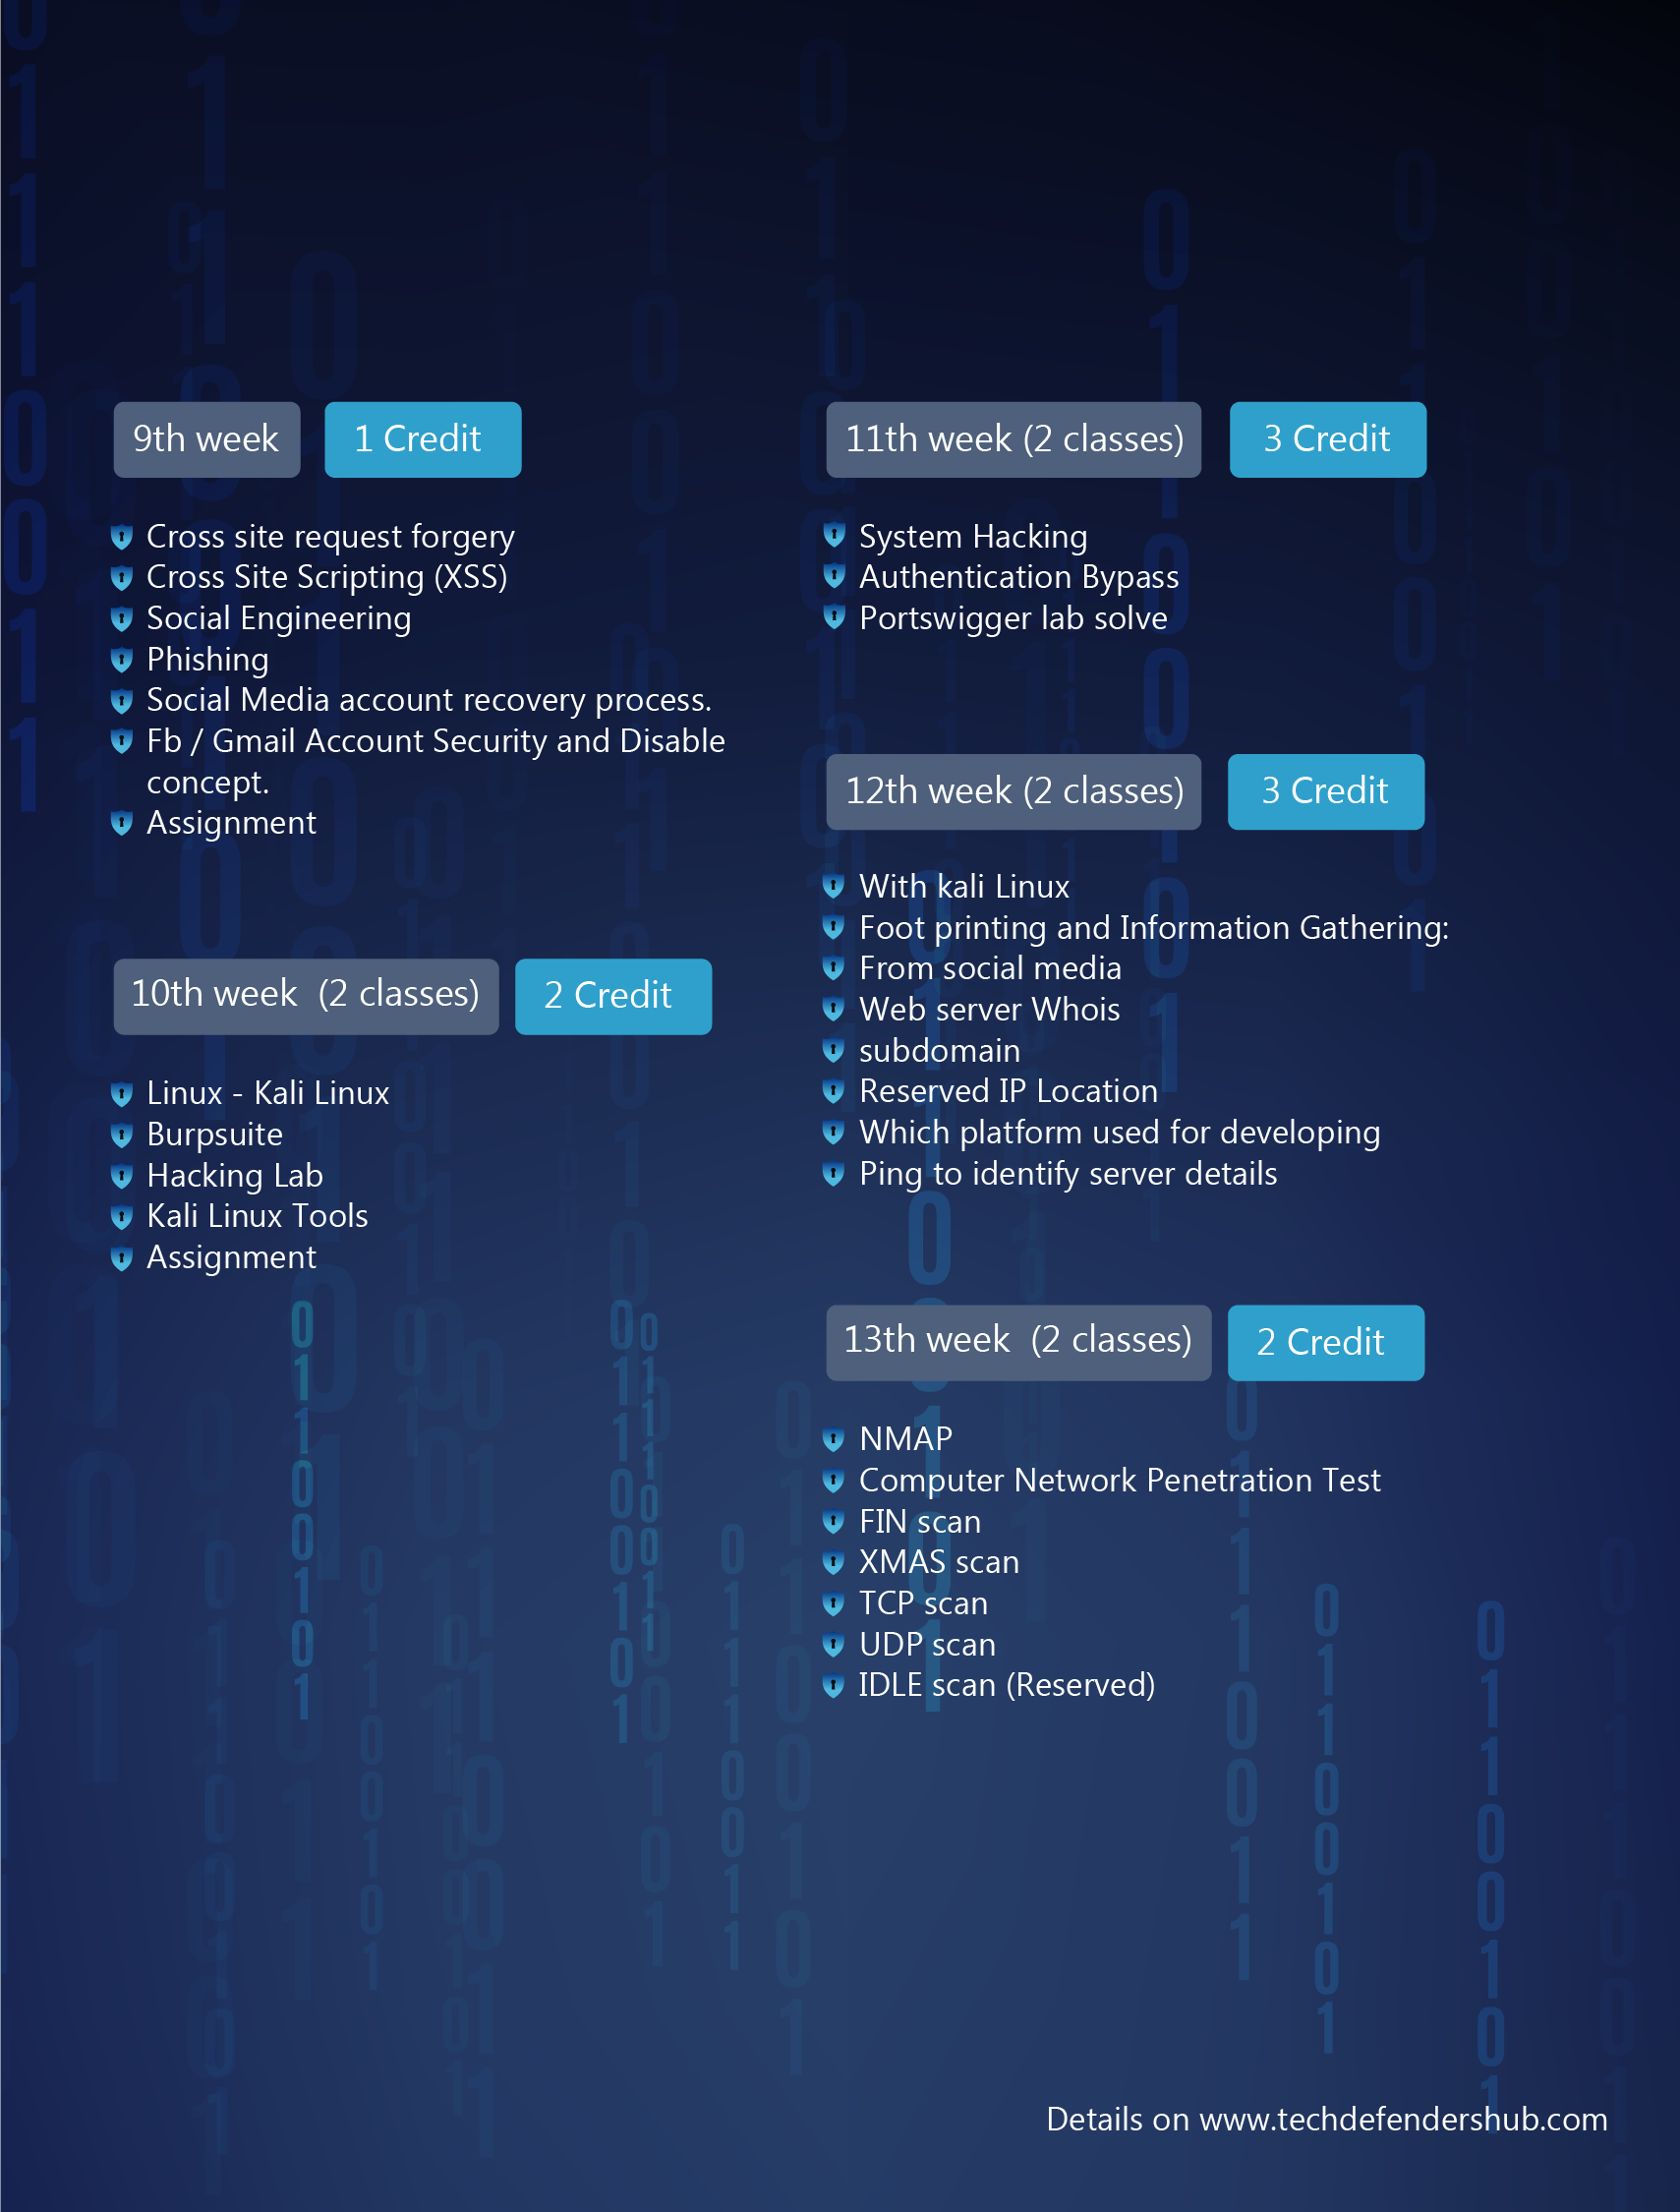 9th week
1 Credit
Cross site request forgery
Cross Site Scripting (XSS)
Social Engineering
Phishing
Social Media account recovery process.
Fb / Gmail Account Security and Disable
concept.
Assignment
10th week (2 classes)
2 Credit
Linux - Kali Linux
Burpsuite
Hacking Lab
Kali Linux Tools
Assignment
11th week (2 classes)
3 Credit
System Hacking
Authentication Bypass
Portswigger lab solve
12th week (2 classes)
3 Credit
With kali Linux
Foot printing and Information Gathering:
From social media
Web server Whois
subdomain
Reserved IP Location
Which platform used for developing
Ping to identify server details
13th week (2 classes)
2 Credit
NMAP
Computer Network Penetration Test
FIN scan
XMAS scan
TCP scan
UDP scan
IDLE scan (Reserved)
Details on www.techdefendershub.com